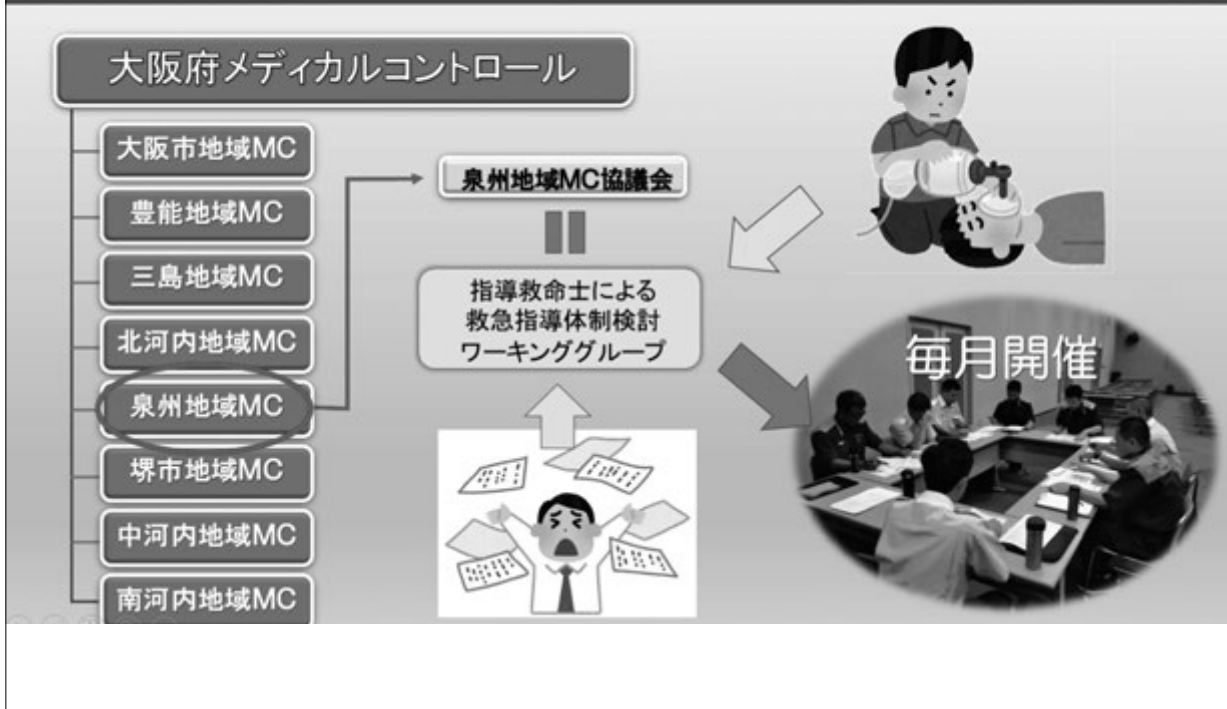 大阪府メディカルコントロール
大阪市地域MC
豊能地域MC
三島地域MC
北河内地域MC
泉州地域MC
堺市地域MC
中河内地域MC
南河内地域MC
泉州地域MC協議会
指導救命士による
救急指導体制検討
ワーキンググループ
毎月開催